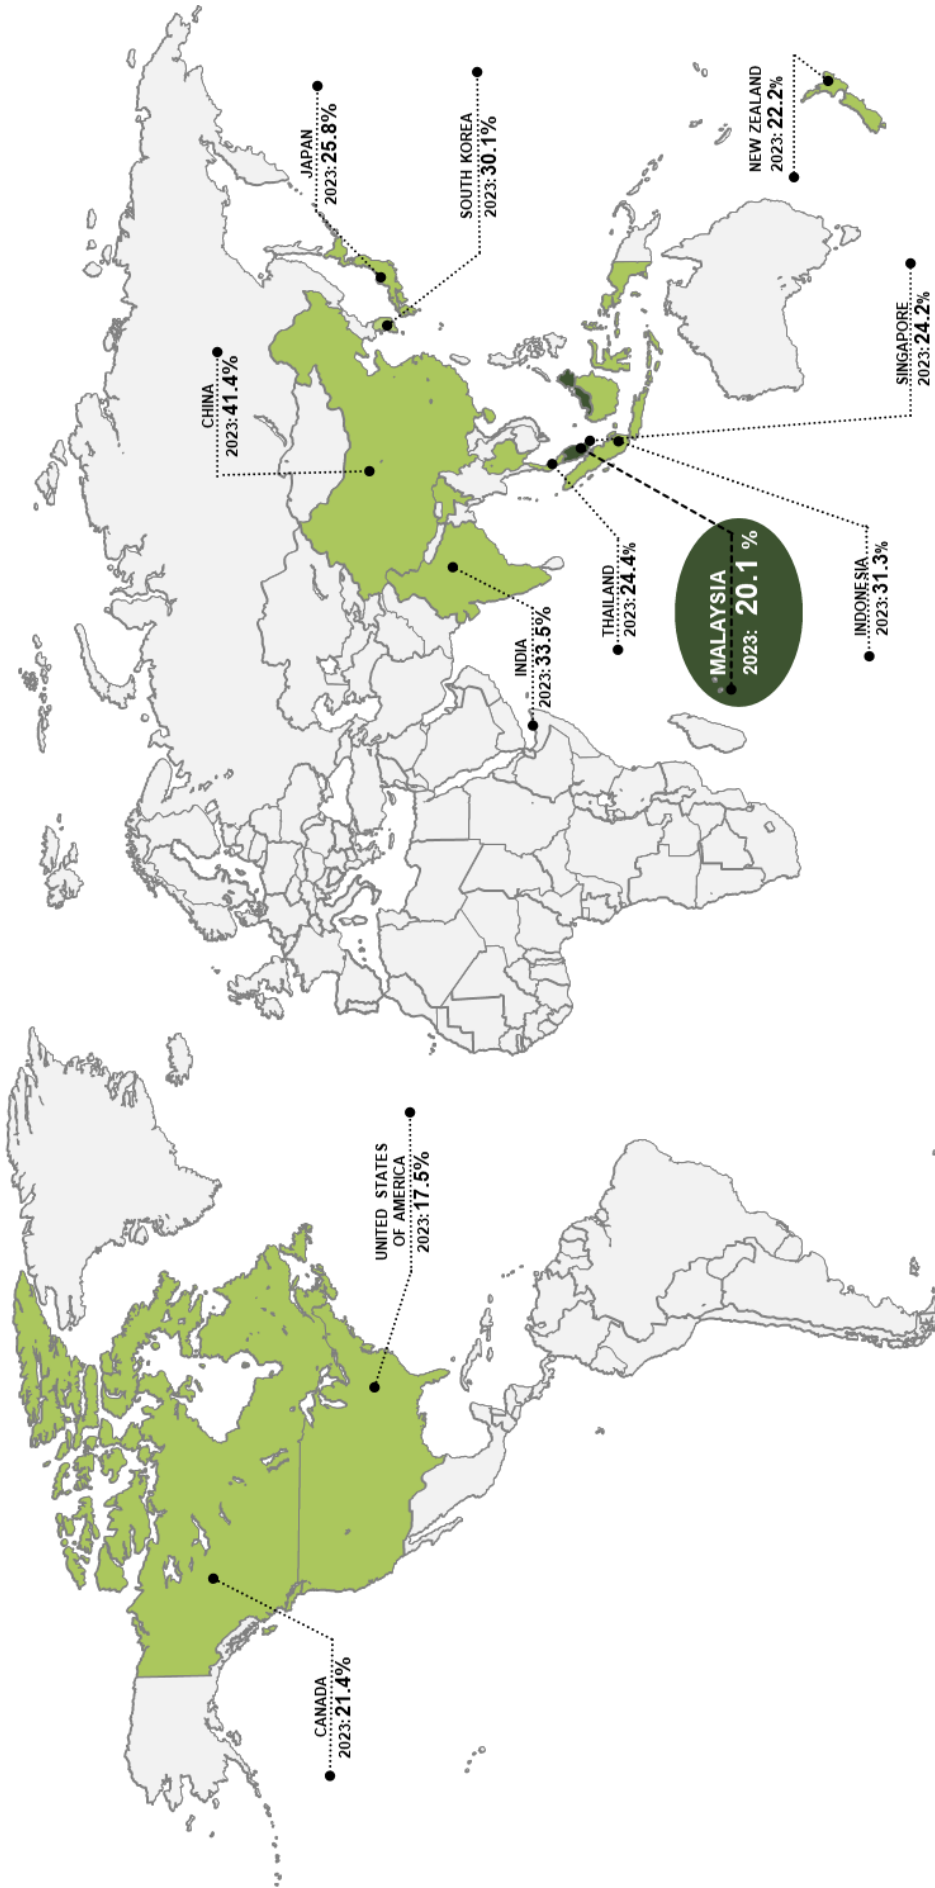 CANADA
2023: 21.4%
UNITED STATES
OF AMERICA
2023: 17.5%
CHINA
2023: 41.4%
JAPAN
2023: 25.8%
SOUTH KOREA
2023: 30.1%
INDIA
2023: 33.5%
THAILAND
2023: 24.4%
MALAYSIA
2023: 20.1 %
INDONESIA
2023: 31.3%
SINGAPORE
2023: 24.2%
NEW ZEALAND
2023: 22.2%